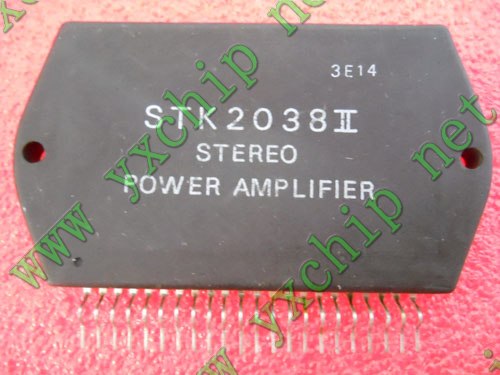 3E14
STK2038II
STEREO
POWER AMPLIFIER
www yxchip net
www yxchip net